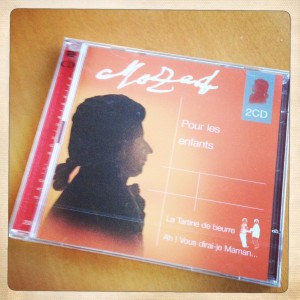 Mozart
2CD
Pour les
enfants
La Tartine de beurre
Ah ! Vous dirai-je Maman...